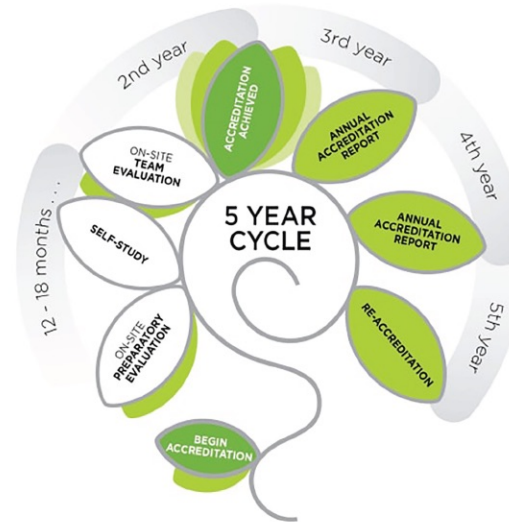 5 YEAR
CYCLE
BEGIN
ACCREDITATION
ON-SITE
PREPARATORY
EVALUATION
SELF-STUDY
ON-SITE
TEAM
EVALUATION
ACCREDITATION
ACHIEVED
ANNUAL
ACCREDITATION
REPORT
ANNUAL
ACCREDITATION
REPORT
RE-ACCREDITATION
12 - 18 months . . .
2nd year
3rd year
4th year
5th year